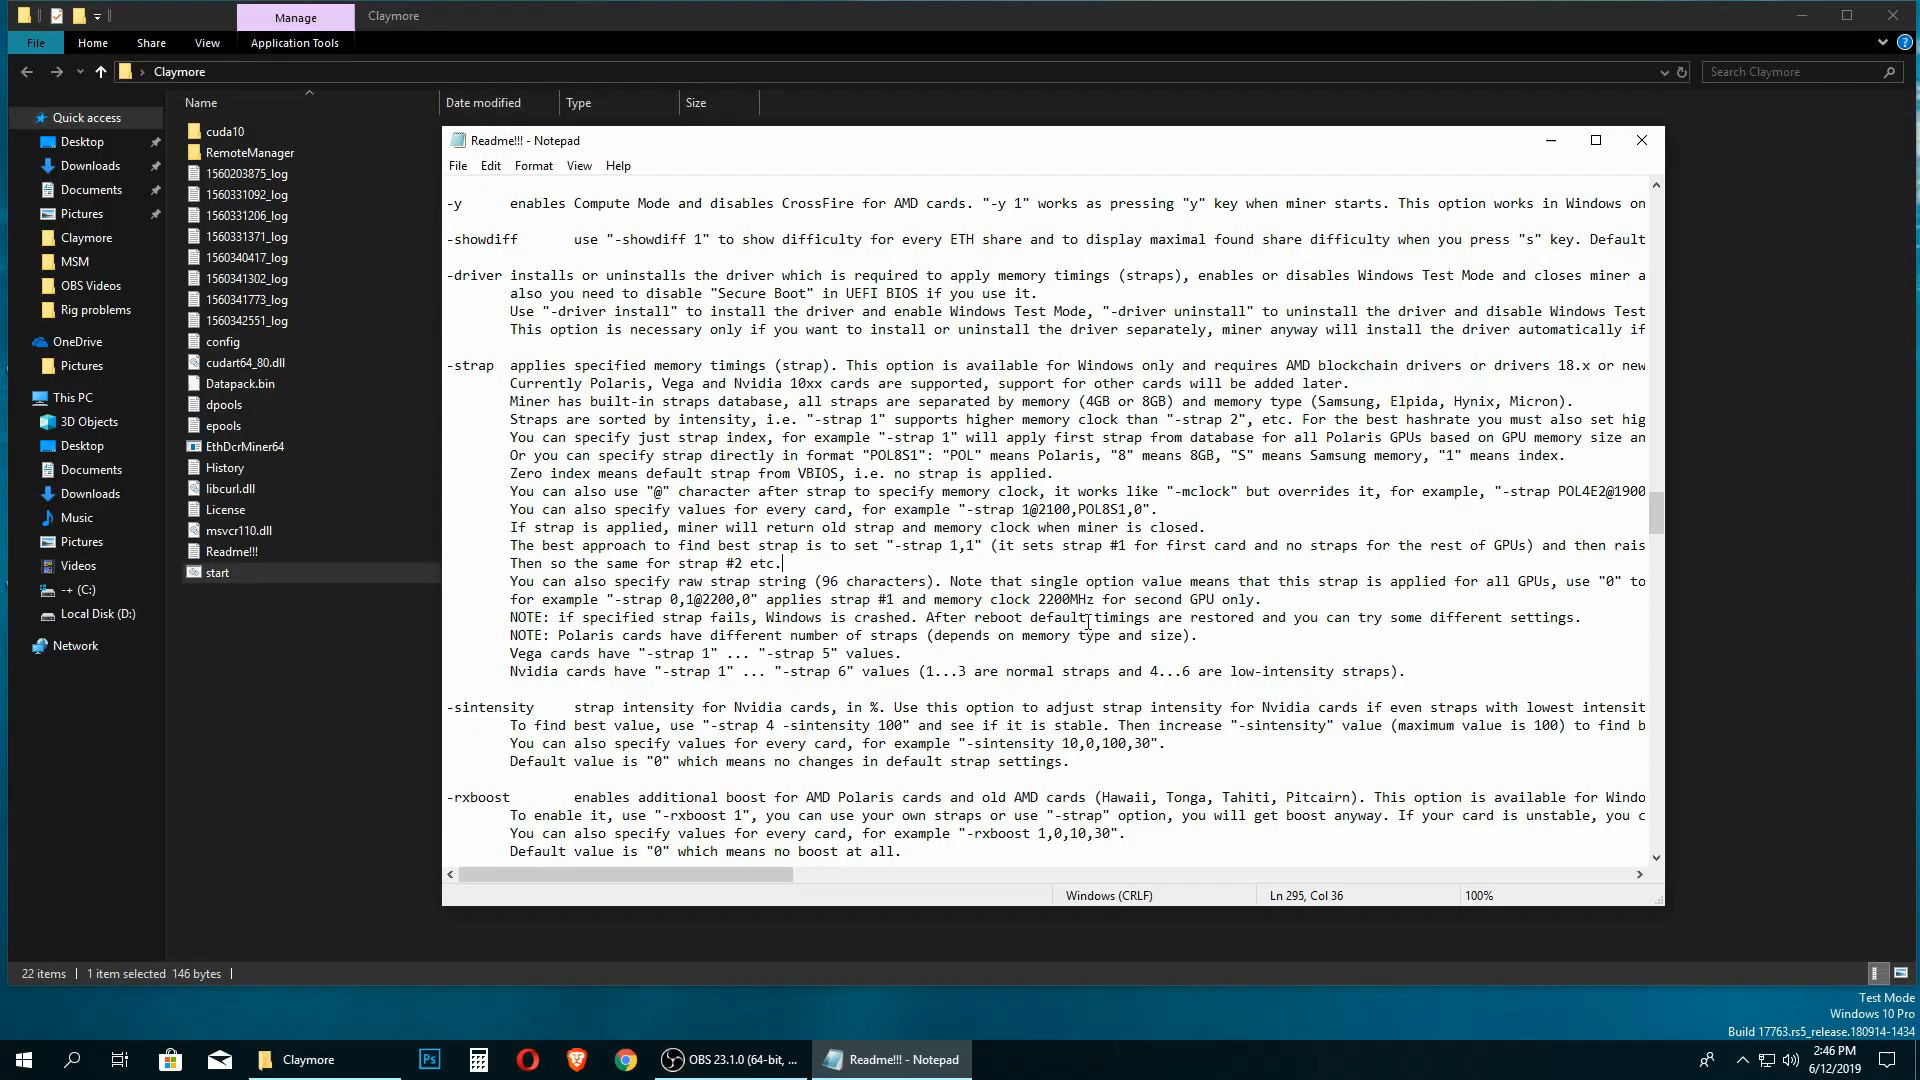 Manage
Claymore
File
Home
Share
View
Application Tools
Claymore
Search Claymore
Name
Date modified
Type
Size
Quick access
Desktop
Downloads
Documents
Pictures
Claymore
MSM
OBS Videos
Rig problems
OneDrive
Pictures
This PC
3D Objects
Desktop
Documents
Downloads
Music
Pictures
Videos
-+ (C:)
Local Disk (D:)
Network
cuda10
RemoteManager
1560203875_log
1560331092_log
1560331206_log
1560331371_log
1560340417_log
1560341302_log
1560341773_log
1560342551_log
config
cudart64_80.dll
Datapack.bin
dpools
epools
EthDcrMiner64
History
libcurl.dll
License
msvcr110.dll
Readme!!!
start
Readme!!! - Notepad
File Edit Format View Help
-y enables Compute Mode and disables CrossFire for AMD cards. "-y 1" works as pressing "y" key when miner starts. This option works in Windows on
-showdiff use "-showdiff 1" to show difficulty for every ETH share and to display maximal found share difficulty when you press "s" key. Default
-driver installs or uninstalls the driver which is required to apply memory timings (straps), enables or disables Windows Test Mode and closes miner a
also you need to disable "Secure Boot" in UEFI BIOS if you use it.
Use "-driver install" to install the driver and enable Windows Test Mode, "-driver uninstall" to uninstall the driver and disable Windows Test
This option is necessary only if you want to install or uninstall the driver separately, miner anyway will install the driver automatically if
-strap applies specified memory timings (strap). This option is available for Windows only and requires AMD blockchain drivers or drivers 18.x or new
Currently Polaris, Vega and Nvidia 10xx cards are supported, support for other cards will be added later.
Miner has built-in straps database, all straps are separated by memory (4GB or 8GB) and memory type (Samsung, Elpida, Hynix, Micron).
Straps are sorted by intensity, i.e. "-strap 1" supports higher memory clock than "-strap 2", etc. For the best hashrate you must also set hig
You can specify just strap index, for example "-strap 1" will apply first strap from database for all Polaris GPUs based on GPU memory size an
Or you can specify strap directly in format "POL8S1": "POL" means Polaris, "8" means 8GB, "S" means Samsung memory, "1" means index.
Zero index means default strap from VBIOS, i.e. no strap is applied.
You can also use "@" character after strap to specify memory clock, it works like "-mclock" but overrides it, for example, "-strap POL4E2@1900
You can also specify values for every card, for example "-strap 1@2100,POL8S1,0".
If strap is applied, miner will return old strap and memory clock when miner is closed.
The best approach to find best strap is to set "-strap 1,1" (it sets strap #1 for first card and no straps for the rest of GPUs) and then rais
Then so the same for strap #2 etc.
You can also specify raw strap string (96 characters). Note that single option value means that this strap is applied for all GPUs, use "0" to
for example "-strap 0,1@2200,0" applies strap #1 and memory clock 2200MHz for second GPU only.
NOTE: if specified strap fails, Windows is crashed. After reboot default timings are restored and you can try some different settings.
NOTE: Polaris cards have different number of straps (depends on memory type and size).
Vega cards have "-strap 1" ... "-strap 5" values.
Nvidia cards have "-strap 1" ... "-strap 6" values (1...3 are normal straps and 4...6 are low-intensity straps).
-sintensity strap intensity for Nvidia cards, in %. Use this option to adjust strap intensity for Nvidia cards if even straps with lowest intensit
To find best value, use "-strap 4 -sintensity 100" and see if it is stable. Then increase "-sintensity" value (maximum value is 100) to find b
You can also specify values for every card, for example "-sintensity 10,0,100,30".
Default value is "0" which means no changes in default strap settings.
-rxboost enables additional boost for AMD Polaris cards and old AMD cards (Hawaii, Tonga, Tahiti, Pitcairn). This option is available for Windo
To enable it, use "-rxboost 1", you can use your own straps or use "-strap" option, you will get boost anyway. If your card is unstable, you c
You can also specify values for every card, for example "-rxboost 1,0,10,30".
Default value is "0" which means no boost at all.
Windows (CRLF)
Ln 295, Col 36
100%
22 items
1 item selected 146 bytes
Test Mode
Windows 10 Pro
Build 17763.rs5_release.180914-1434
Claymore
Ps
OBS 23.1.0 (64-bit, ...
Readme!!! - Notepad
2:46 PM
6/12/2019